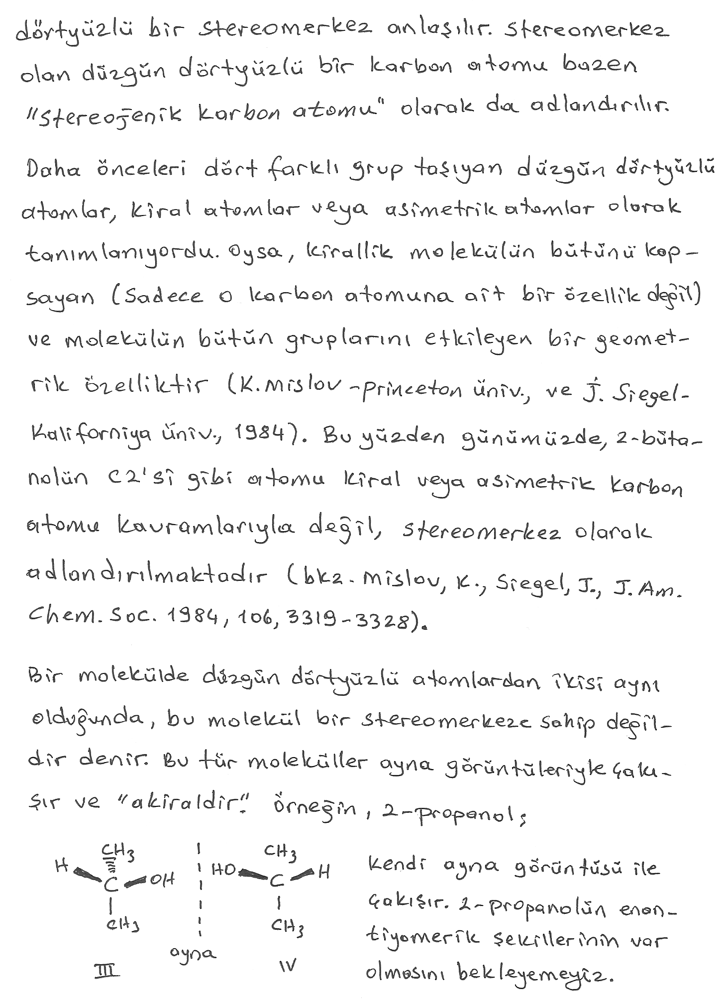 dörtyüzlü bir stereomerkez anlaşılır. Stereomerkez
olan düzgün dörtyüzlü bir karbon atomu bazen
"stereojenik karbon atomu" olarak da adlandırılır.
Daha önceleri dört farklı grup taşıyan düzgün dörtyüzlü
atomlar, kiral atomlar veya asimetrik atomlar olarak
tanımlanıyordu. Oysa, kirallik molekülün bütünü kap-
sayan (sadece o karbon atomuna ait bir özellik değil)
ve molekülün bütün gruplarını etkileyen bir geomet-
rik özelliktir (K. Mislov - Princeton Üniv., ve J. Siegel-
Kaliforniya Üniv., 1984). Bu yüzden günümüzde, 2-büta-
nolün C2'si gibi atomu kiral veya asimetrik karbon
atomu kavramlarıyla değil, stereomerkez olarak
adlandırılmaktadır (bkz. Mislov, K., Siegel, J., J. Am.
Chem. Soc. 1984, 106, 3319-3328).
Bir molekülde düzgün dörtyüzlü atomlardan ikisi aynı
olduğunda, bu molekül bir stereomerkeze sahip değil-
dir denir. Bu tür moleküller ayna görüntüleriyle çakı-
şır ve "akiraldir". Örneğin, 2-propanol;
CH3 CH3
H C OH HO C H
CH3 CH3
ayna
III IV
kendi ayna görüntüsü ile
çakışır. 2-propanolün enan-
tiyomerik şekillerinin var
olmasını bekleyemeyiz.